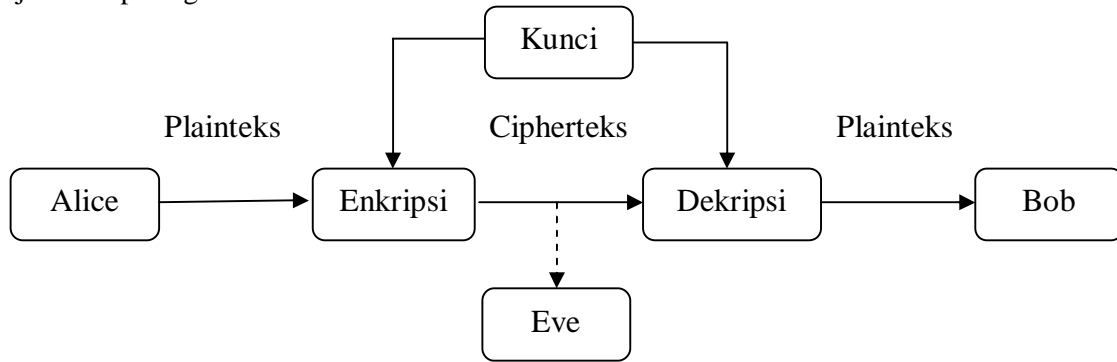 Kunci
Plainteks Cipherteks Plainteks
Alice Enkripsi Dekripsi Bob
Eve